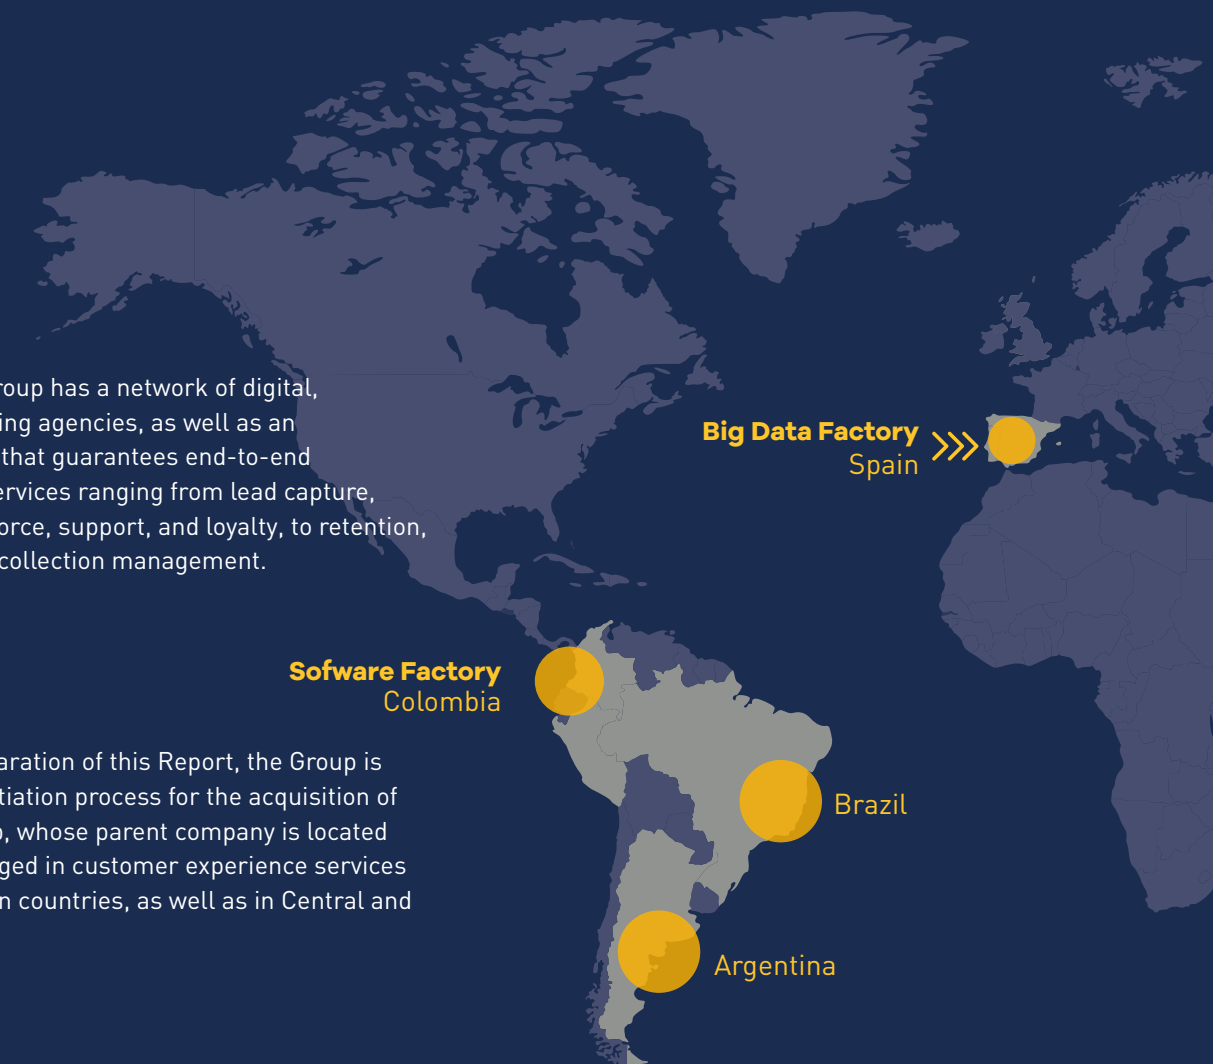 roup has a network of digital,
ing agencies, as well as an
that guarantees end-to-end
ervices ranging from lead capture,
orce, support, and loyalty, to retention,
collection management.
Big Data Factory
Spain
Sofware Factory
Colombia
aration of this Report, the Group is
tiation process for the acquisition of
o, whose parent company is located
ged in customer experience services
n countries, as well as in Central and
Brazil
Argentina